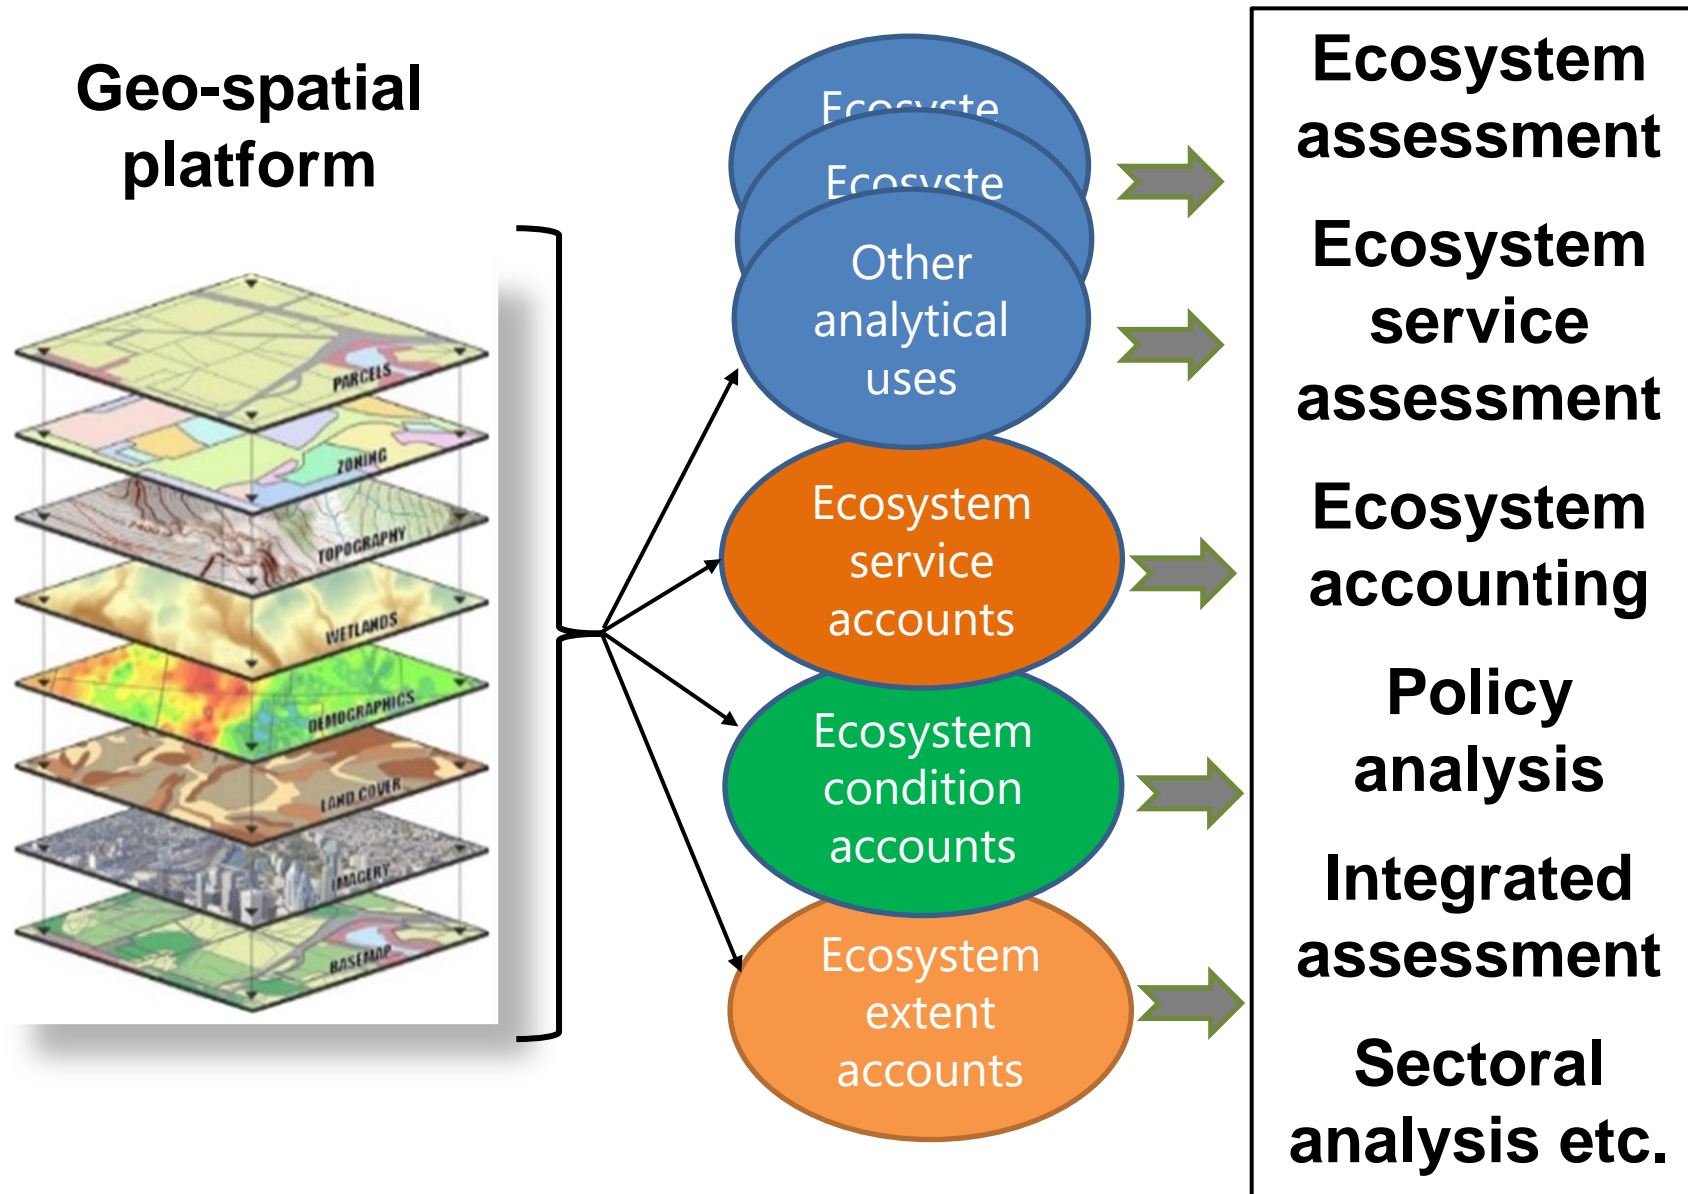 Geo-spatial
platform
PARCELS
ZONING
TOPOGRAPHY
WETLANDS
DEMOGRAPHICS
LAND COVER
IMAGERY
BASEMAP
Ecosyste
Ecosyste
Other
analytical
uses
Ecosystem
service
accounts
Ecosystem
condition
accounts
Ecosystem
extent
accounts
Ecosystem
assessment
Ecosystem
service
assessment
Ecosystem
accounting
Policy
analysis
Integrated
assessment
Sectoral
analysis etc.